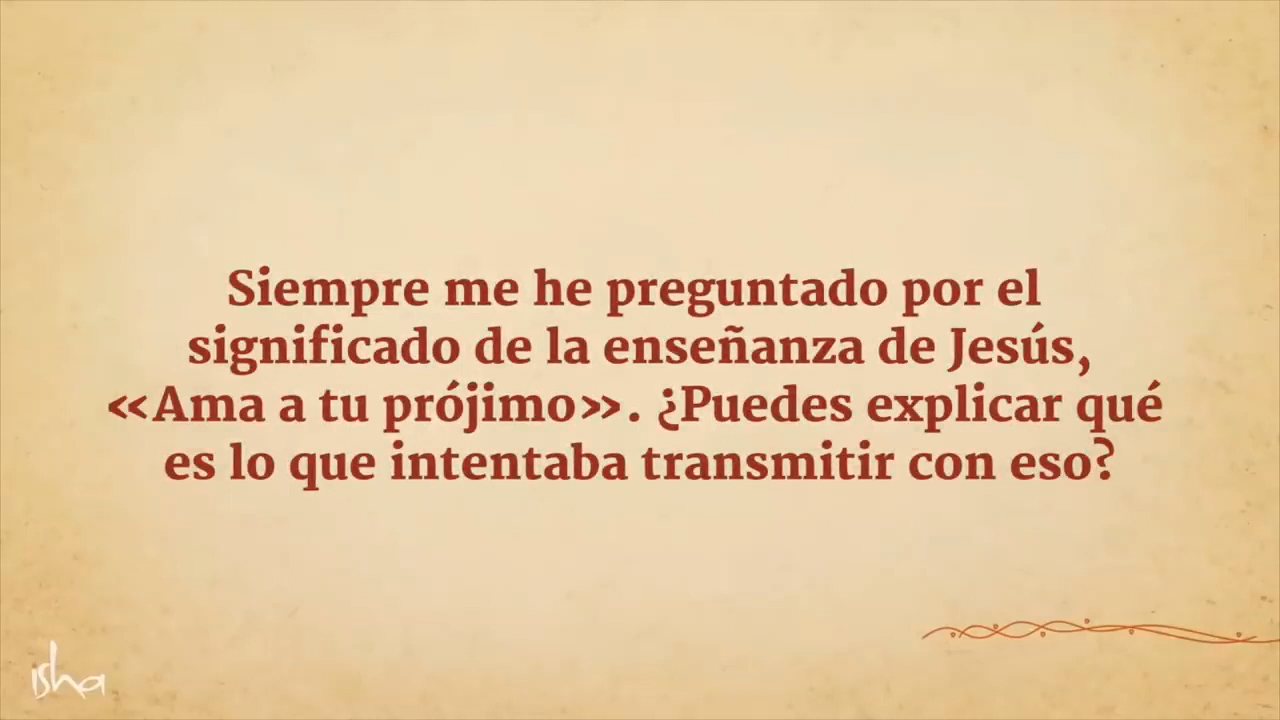 Siempre me he preguntado por el
significado de la enseñanza de Jesús,
«Ama a tu prójimo». ¿Puedes explicar qué
es lo que intentaba transmitir con eso?
isha